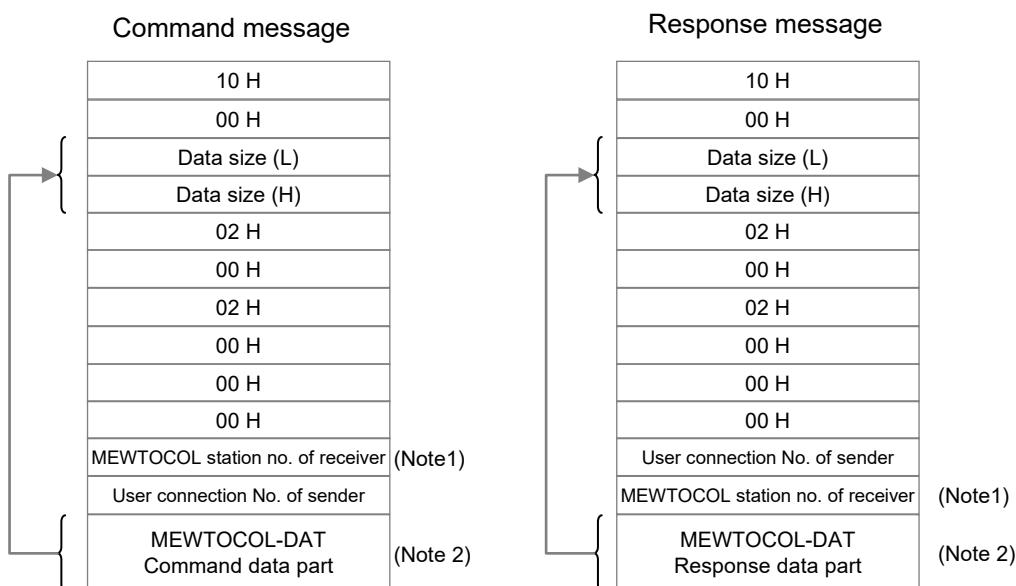 Command message
10 H
00 H
Data size (L)
Data size (H)
02 H
00 H
02 H
00 H
00 H
00 H
MEWTOCOL station no. of receiver (Note1)
User connection No. of sender
MEWTOCOL-DAT
Command data part
(Note 2)
Response message
10 H
00 H
Data size (L)
Data size (H)
02 H
00 H
02 H
00 H
00 H
00 H
User connection No. of sender
MEWTOCOL station no. of receiver (Note1)
MEWTOCOL-DAT
Response data part
(Note 2)